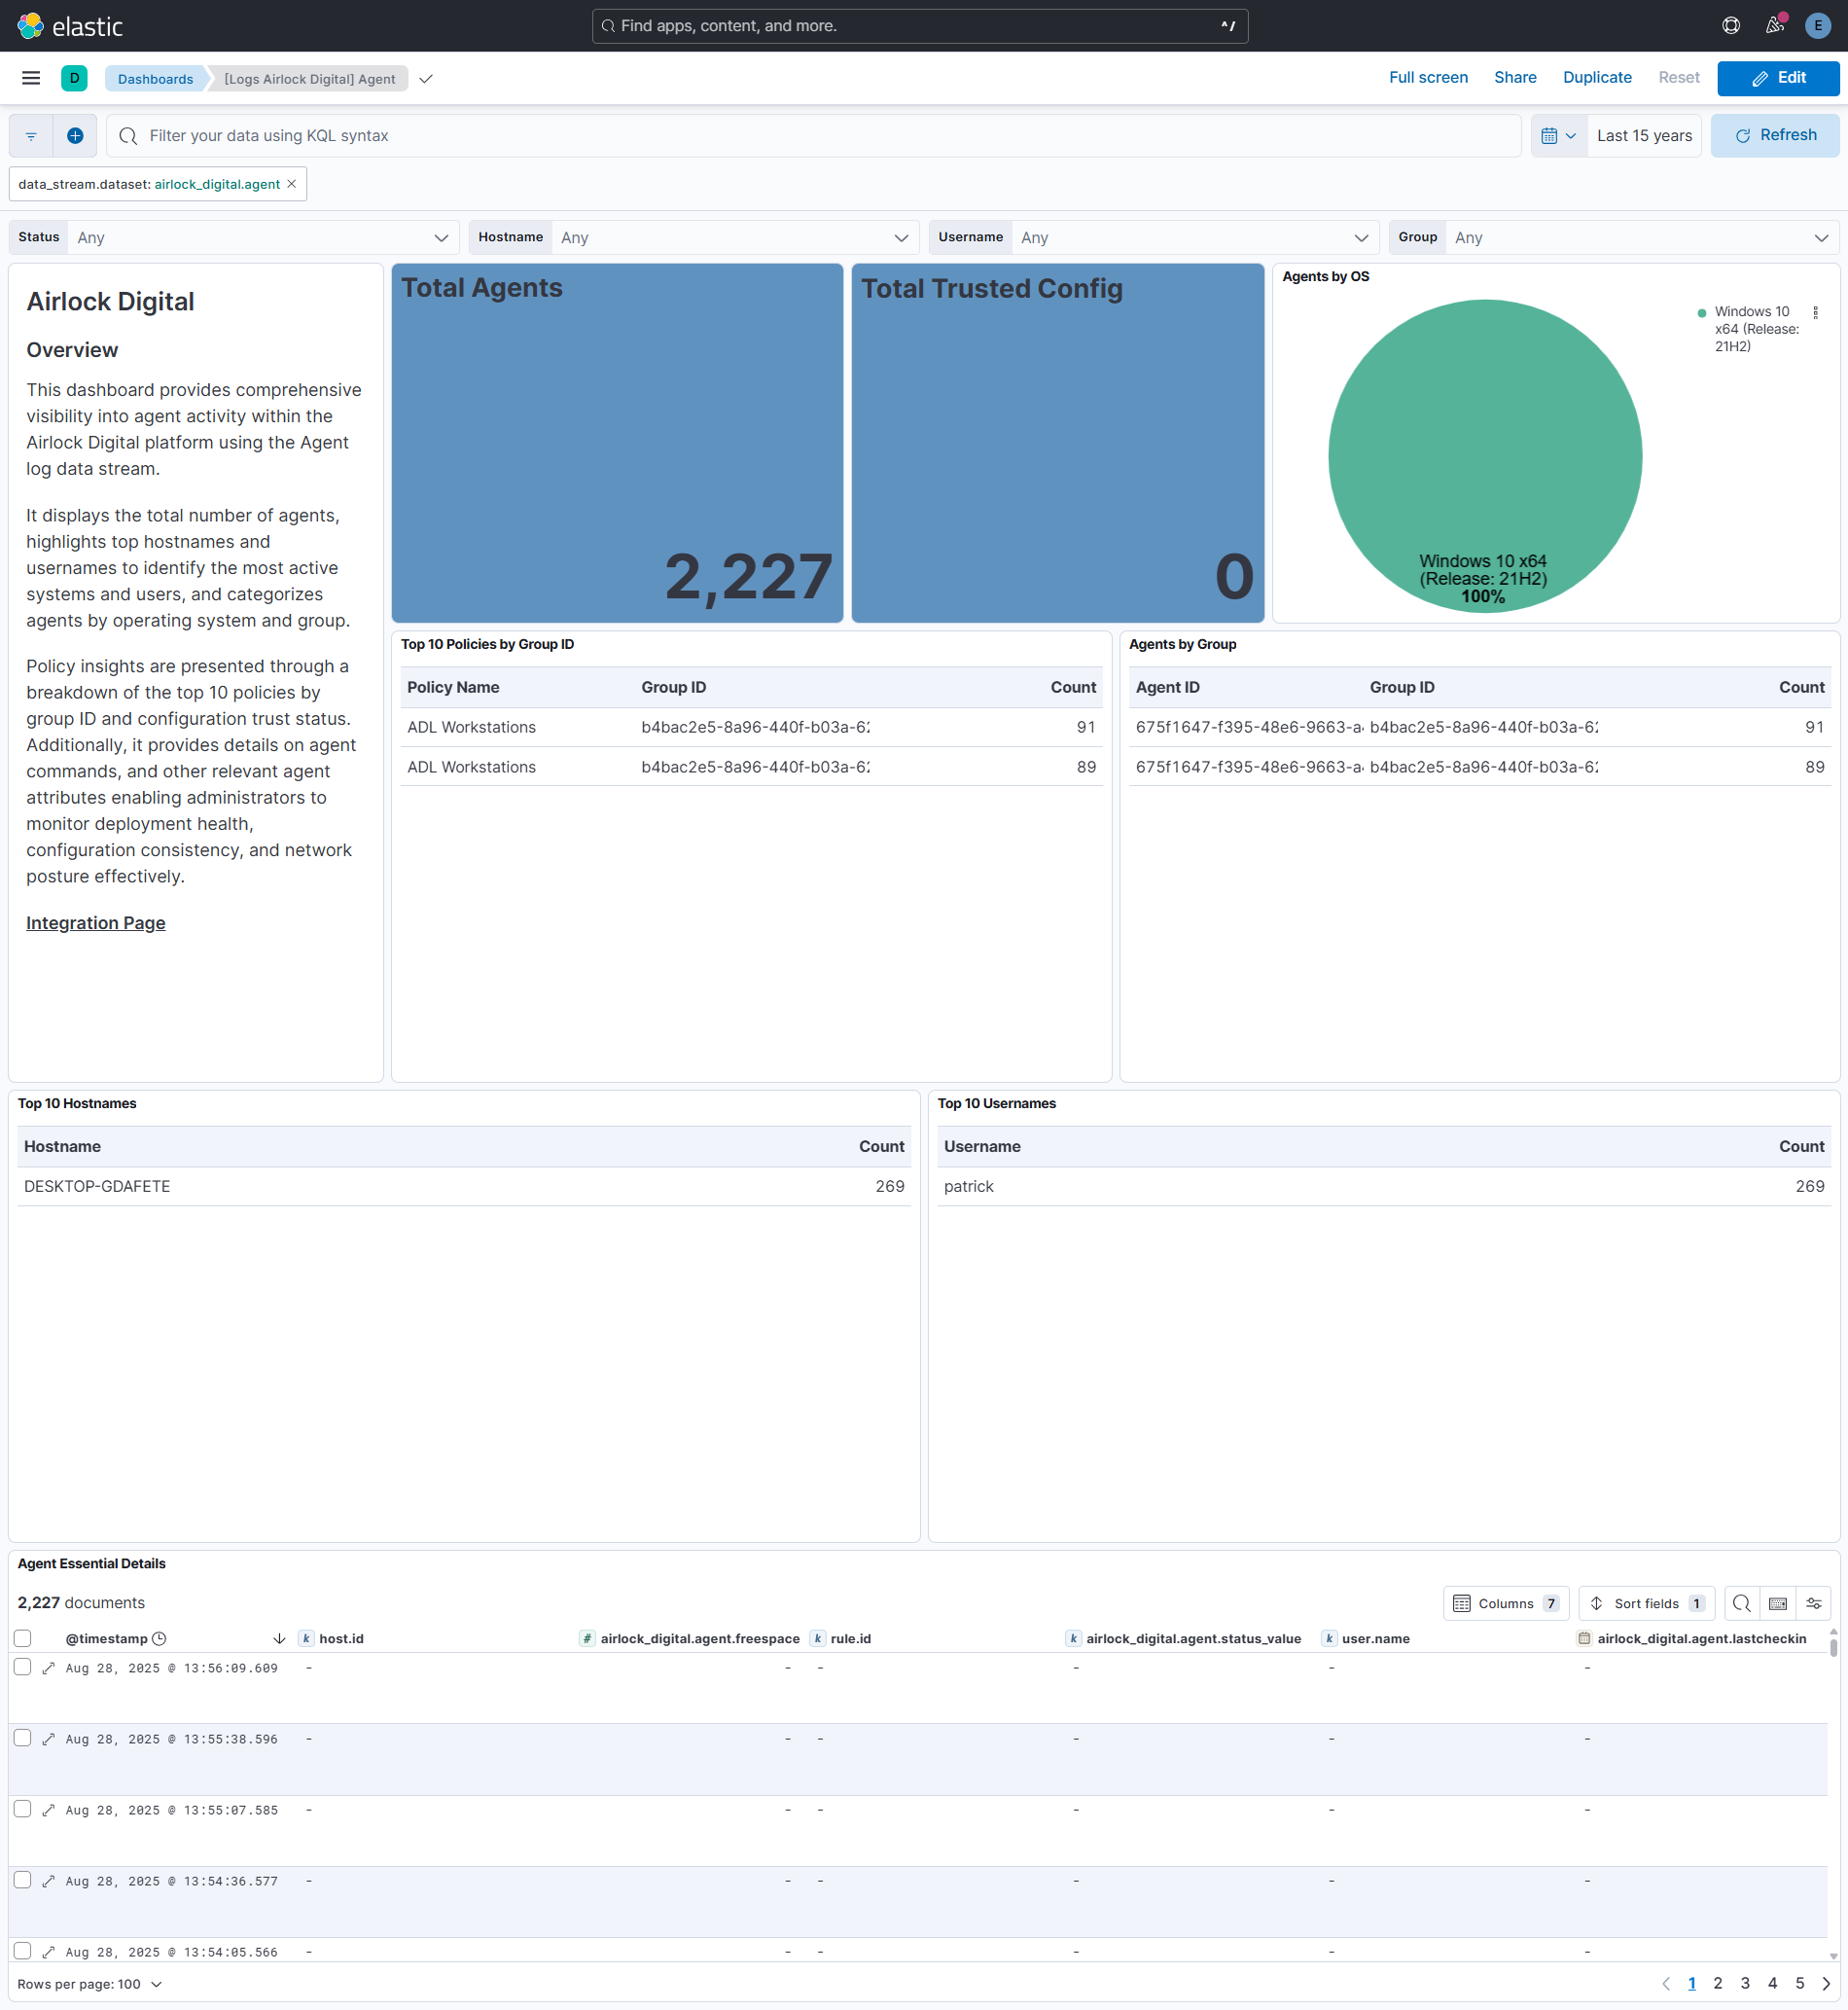 elastic
Find apps, content, and more.
^/
E
D
Dashboards
[Logs Airlock Digital] Agent
Full screen
Share
Duplicate
Reset
Edit
Filter your data using KQL syntax
Last 15 years
Refresh
data_stream.dataset: airlock_digital.agent
Status Any
Hostname Any
Username Any
Group Any
Airlock Digital
Overview
This dashboard provides comprehensive
visibility into agent activity within the
Airlock Digital platform using the Agent
log data stream.
It displays the total number of agents,
highlights top hostnames and
usernames to identify the most active
systems and users, and categorizes
agents by operating system and group.
Policy insights are presented through a
breakdown of the top 10 policies by
group ID and configuration trust status.
Additionally, it provides details on agent
commands, and other relevant agent
attributes enabling administrators to
monitor deployment health,
configuration consistency, and network
posture effectively.
Integration Page
Total Agents
2,227
Total Trusted Config
0
Agents by OS
Windows 10
x64 (Release:
21H2)
Windows 10 x64
(Release: 21H2)
100%
Top 10 Policies by Group ID
Policy Name Group ID Count
ADL Workstations b4bac2e5-8a96-440f-b03a-62 91
ADL Workstations b4bac2e5-8a96-440f-b03a-62 89
Agents by Group
Agent ID Group ID Count
675f1647-f395-48e6-9663-a4 b4bac2e5-8a96-440f-b03a-62 91
675f1647-f395-48e6-9663-a4 b4bac2e5-8a96-440f-b03a-62 89
Top 10 Hostnames
Hostname Count
DESKTOP-GDAFETE 269
Top 10 Usernames
Username Count
patrick 269
Agent Essential Details
2,227 documents
Columns 7
Sort fields 1
@timestamp k host.id # airlock_digital.agent.freespace k rule.id k airlock_digital.agent.status_value k user.name airlock_digital.agent.lastcheckin
Aug 28, 2025 @ 13:56:09.609 - - - - - -
Aug 28, 2025 @ 13:55:38.596 - - - - - -
Aug 28, 2025 @ 13:55:07.585 - - - - - -
Aug 28, 2025 @ 13:54:36.577 - - - - - -
Aug 28, 2025 @ 13:54:05.566 - - - - - -
Rows per page: 100
1 2 3 4 5